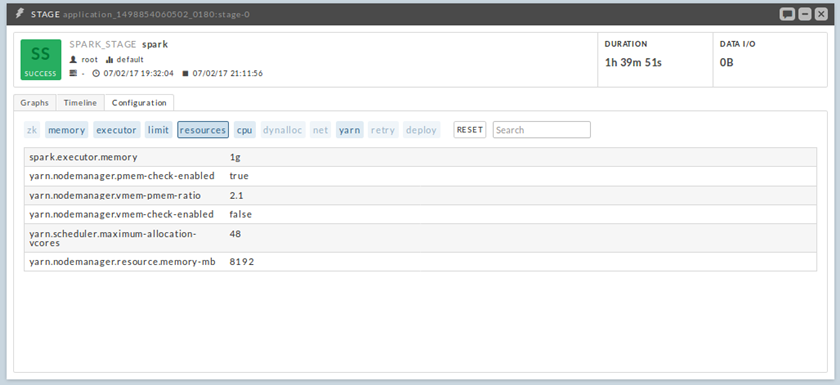 STAGE application_1498854060502_0180:stage-0
SS
SUCCESS
SPARK_STAGE spark
root default
- 07/02/17 19:32:04 07/02/17 21:11:56
DURATION
1h 39m 51s
DATA I/O
0B
Graphs Timeline Configuration
zk memory executor limit resources cpu dynalloc net yarn retry deploy RESET Search
spark.executor.memory 1g
yarn.nodemanager.pmem-check-enabled true
yarn.nodemanager.vmem-pmem-ratio 2.1
yarn.nodemanager.vmem-check-enabled false
yarn.scheduler.maximum-allocation- 48
vcores
yarn.nodemanager.resource.memory-mb 8192